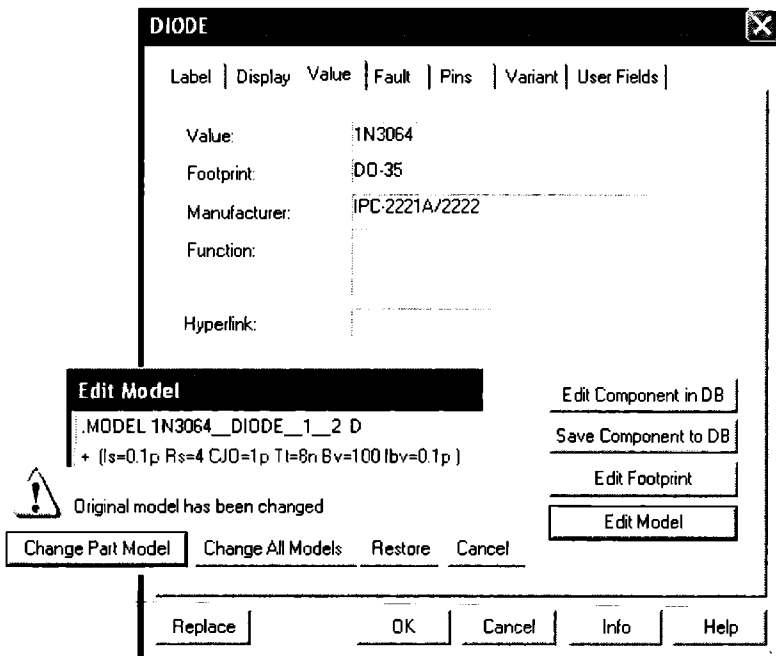 DIODE
Label Display Value Fault Pins Variant User Fields
Value: 1N3064
Footprint: DO-35
Manufacturer: IPC-2221A/2222
Function:
Hyperlink:
Edit Model
.MODEL 1N3064__DIODE__1__2 D
+ (Is=0.1p Rs=4 CJO=1p Tt=8n Bv=100 Ibv=0.1p )
Original model has been changed
Change Part Model Change All Models Restore Cancel
Edit Component in DB
Save Component to DB
Edit Footprint
Edit Model
Replace OK Cancel Info Help